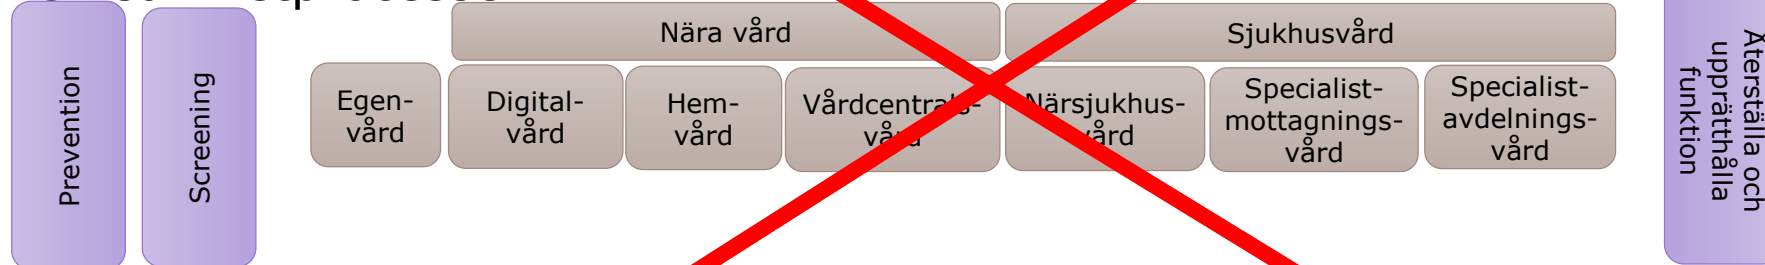 Prevention
Screening
Nära vård
Sjukhusvård
Egen-
vård
Digital-
vård
Hem-
vård
Vårdcentrals-
vård
Närsjukhus-
vård
Specialist-
mottagnings-
vård
Specialist-
avdelnings-
vård
Återställa och
upprätthålla
funktion